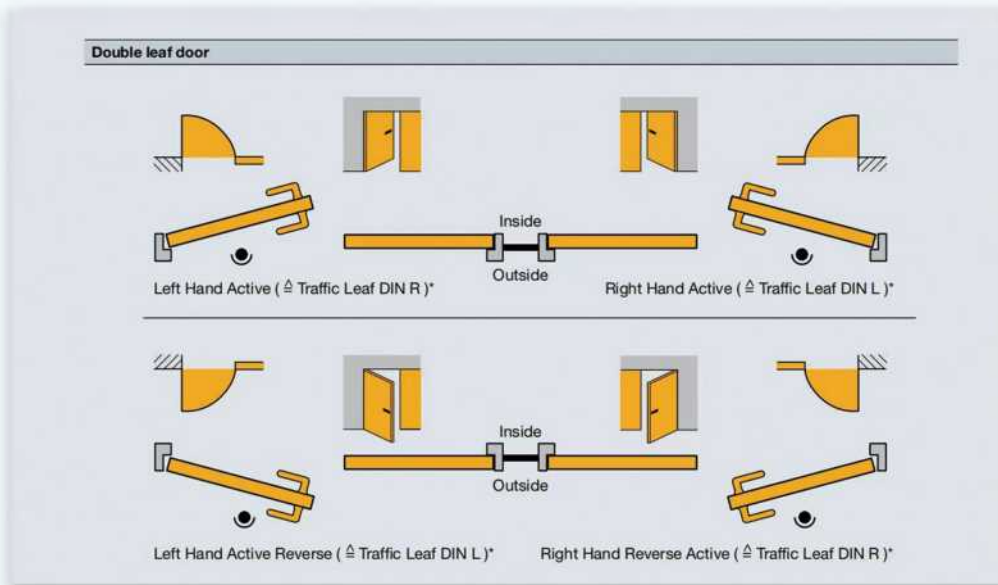 Double leaf door
Inside
Outside
Left Hand Active ( ≙ Traffic Leaf DIN R )*
Right Hand Active ( ≙ Traffic Leaf DIN L )*
Inside
Outside
Left Hand Active Reverse ( ≙ Traffic Leaf DIN L )*
Right Hand Reverse Active ( ≙ Traffic Leaf DIN R )*